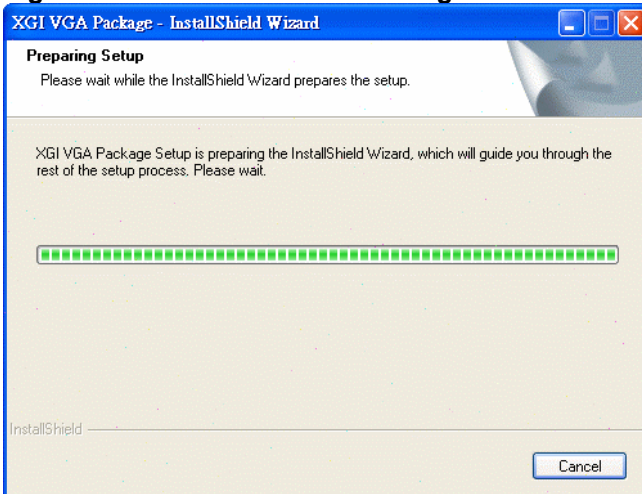 XGI VGA Package - InstallShield Wizard
Preparing Setup
Please wait while the InstallShield Wizard prepares the setup.
XGI VGA Package Setup is preparing the InstallShield Wizard, which will guide you through the
rest of the setup process. Please wait.
InstallShield
Cancel